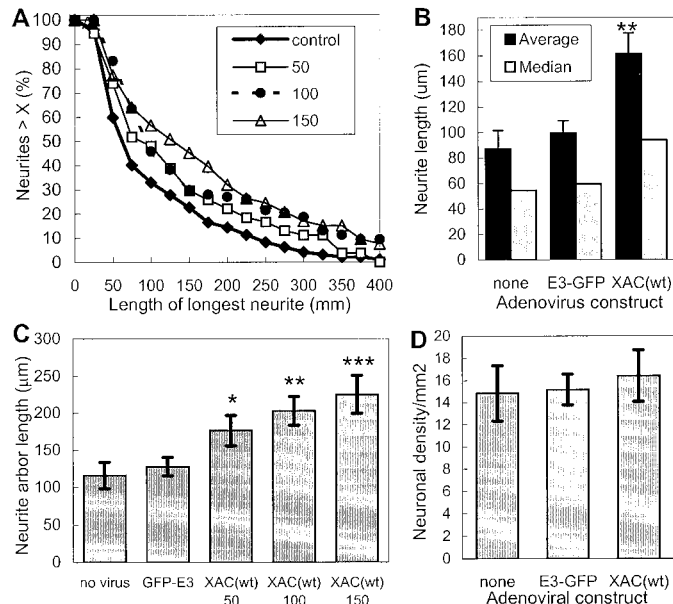 A
Neurites > X (%)
100
90
80
70
60
50
40
30
20
10
0
control
50
100
150
0 50 100 150 200 250 300 350 400
Length of longest neurite (mm)
B
Neurite length (um)
180
160
140
120
100
80
60
40
20
0
Average
Median
**
none E3-GFP XAC(wt)
Adenovirus construct
C
Neurite arbor length (μm)
300
250
200
150
100
50
0
*
**
***
no virus GFP-E3 XAC(wt) XAC(wt) XAC(wt)
50 100 150
D
Neuronal density/mm2
20
18
16
14
12
10
8
6
4
2
0
none E3-GFP XAC(wt)
Adenoviral construct